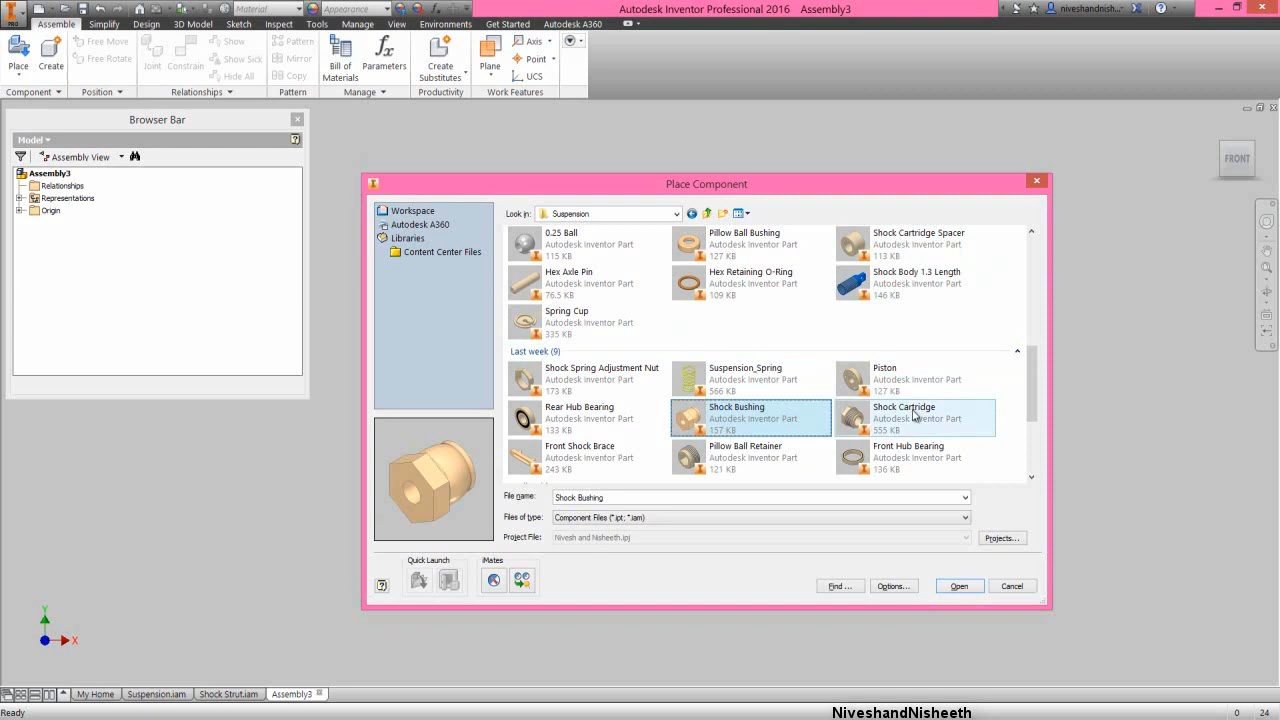 Material
Appearance
Autodesk Inventor Professional 2016 Assembly3
niveshandnish...
PRO
Assemble Simplify Design 3D Model Sketch Inspect Tools Manage View Environments Get Started Autodesk A360
Place
Create
Free Move
Free Rotate
Joint
Constrain
Show
Show Sick
Hide All
Pattern
Mirror
Copy
Bill of
Materials
Parameters
Create
Substitutes
Plane
Axis
Point
UCS
Component Position Relationships Pattern Manage Productivity Work Features
Browser Bar
Model
Assembly View
Assembly3
Relationships
Representations
Origin
FRONT
Place Component
Workspace
Autodesk A360
Libraries
Content Center Files
Look in: Suspension
0.25 Ball
Autodesk Inventor Part
115 KB
Pillow Ball Bushing
Autodesk Inventor Part
127 KB
Shock Cartridge Spacer
Autodesk Inventor Part
113 KB
Hex Axle Pin
Autodesk Inventor Part
76.5 KB
Hex Retaining O-Ring
Autodesk Inventor Part
109 KB
Shock Body 1.3 Length
Autodesk Inventor Part
146 KB
Spring Cup
Autodesk Inventor Part
335 KB
Last week (9)
Shock Spring Adjustment Nut
Autodesk Inventor Part
173 KB
Suspension_Spring
Autodesk Inventor Part
566 KB
Piston
Autodesk Inventor Part
127 KB
Rear Hub Bearing
Autodesk Inventor Part
133 KB
Shock Bushing
Autodesk Inventor Part
157 KB
Shock Cartridge
Autodesk Inventor Part
555 KB
Front Shock Brace
Autodesk Inventor Part
243 KB
Pillow Ball Retainer
Autodesk Inventor Part
121 KB
Front Hub Bearing
Autodesk Inventor Part
136 KB
File name: Shock Bushing
Files of type: Component Files (*.ipt; *.iam)
Project File: Nivesh and Nisheeth.ipj
Projects...
Quick Launch
iMates
Find ...
Options...
Open
Cancel
Y
X
My Home Suspension.iam Shock Strut.iam Assembly3
Ready
NiveshandNisheeth
0 24